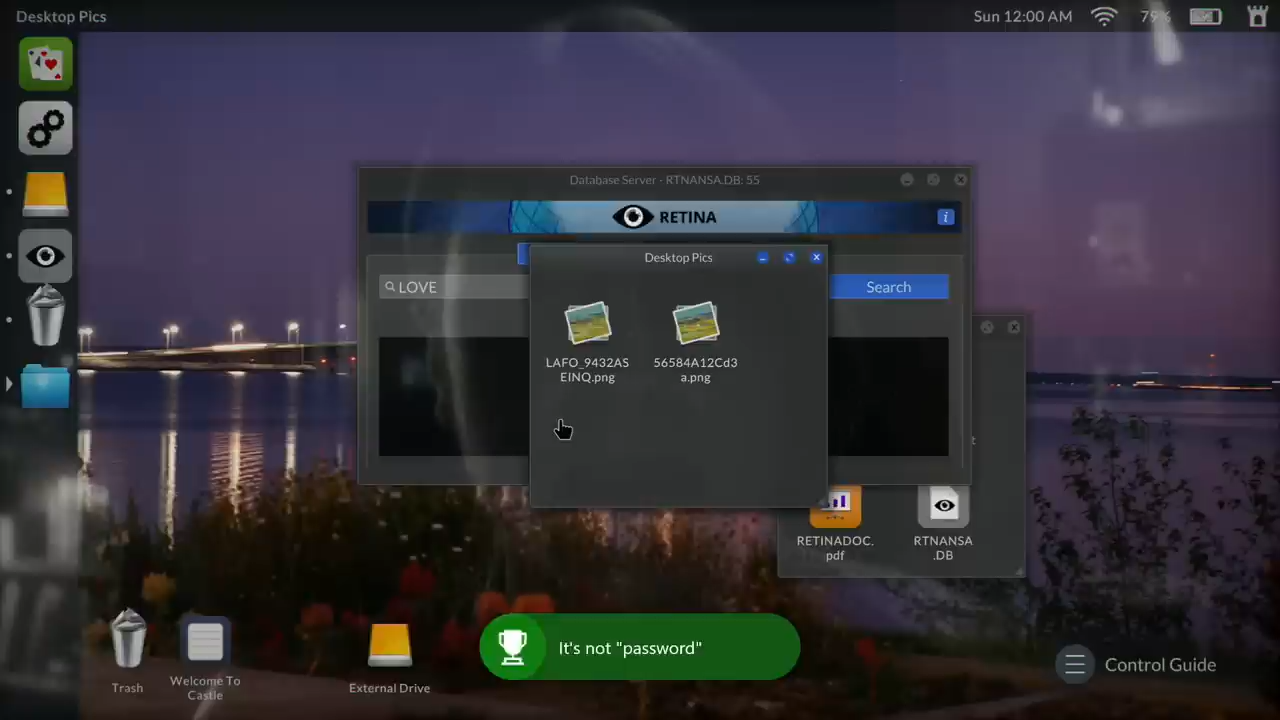 Desktop Pics
Sun 12:00 AM
79%
Database Server - RTNANSA.DB: 55
RETINA
i
Desktop Pics
LOVE
Search
LAFO_9432AS
EINQ.png
56584A12Cd3
a.png
t
RETINADOC.
pdf
RTNANSA
.DB
It's not "password"
Control Guide
Trash
Welcome To
Castle
External Drive